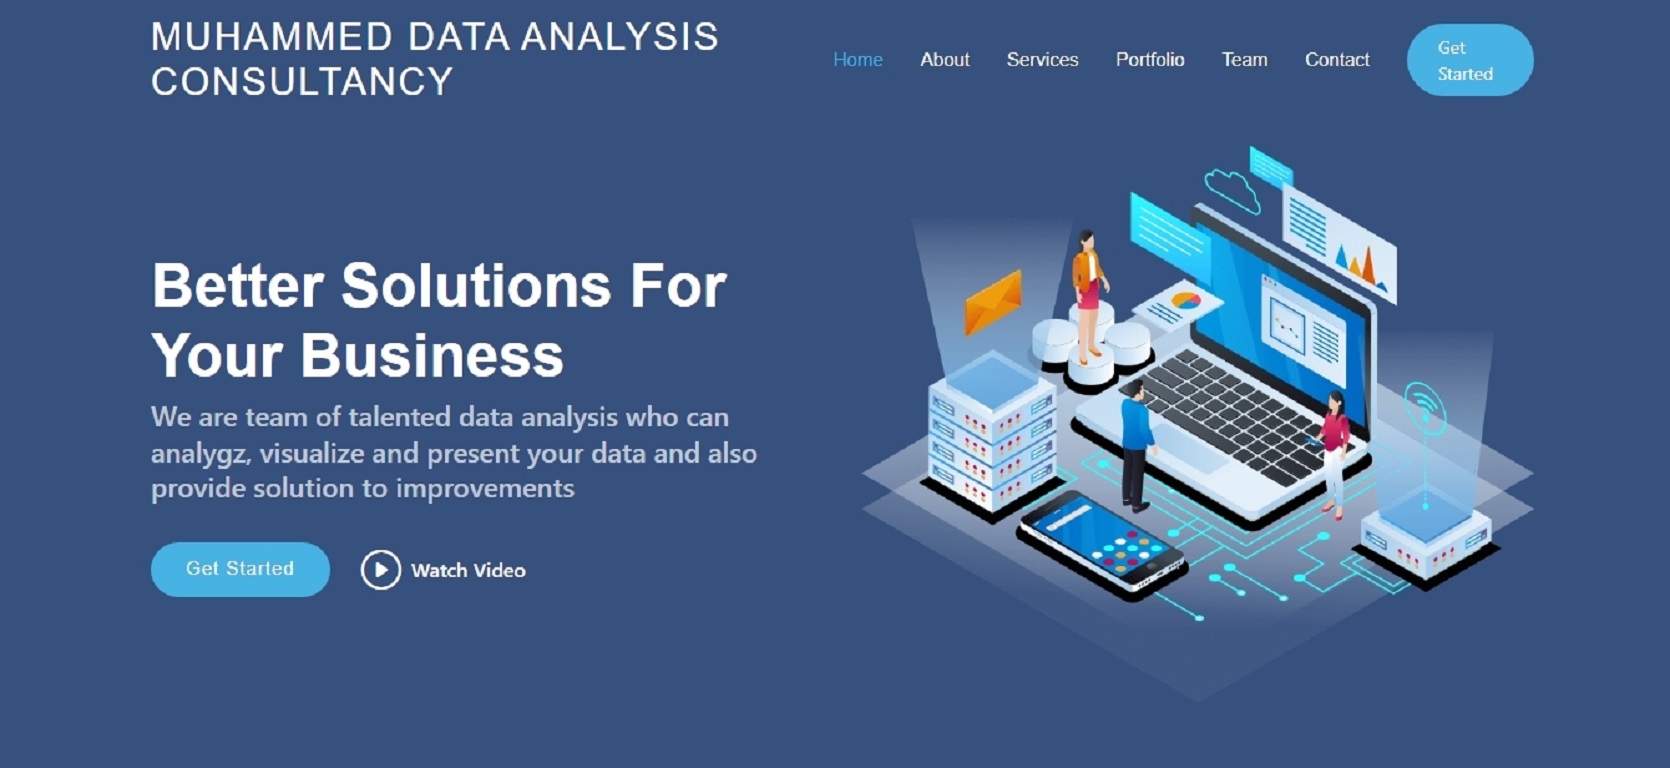 MUHAMMED DATA ANALYSIS
CONSULTANCY
Home About Services Portfolio Team Contact
Get
Started
Better Solutions For
Your Business
We are team of talented data analysis who can
analygz, visualize and present your data and also
provide solution to improvements
Get Started
Watch Video